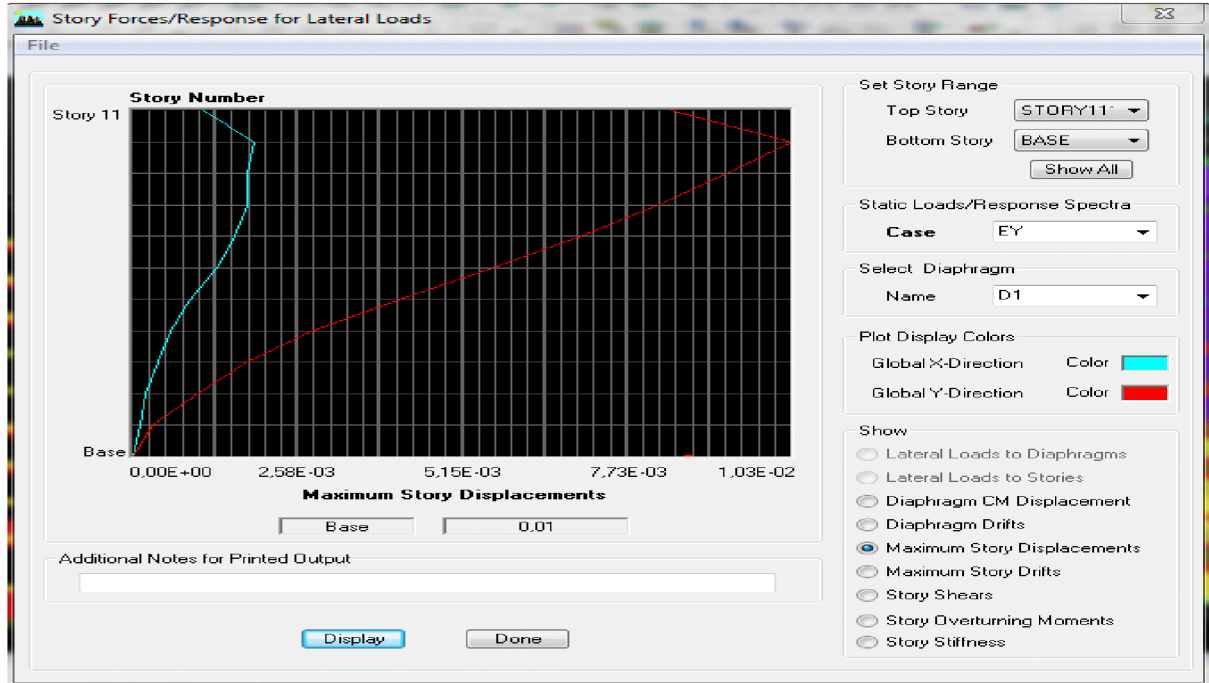 Story Forces/Response for Lateral Loads
File
Story Number
Story 11
Base
0,00E+00 2,58E-03 5,15E-03 7,73E-03 1,03E-02
Maximum Story Displacements
Base 0,01
Additional Notes for Printed Output
Display Done
Set Story Range
Top Story STORY11
Bottom Story BASE
Show All
Static Loads/Response Spectra
Case EY
Select Diaphragm
Name D1
Plot Display Colors
Global X-Direction Color
Global Y-Direction Color
Show
Lateral Loads to Diaphragms
Lateral Loads to Stories
Diaphragm CM Displacement
Diaphragm Drifts
Maximum Story Displacements
Maximum Story Drifts
Story Shears
Story Overturning Moments
Story Stiffness